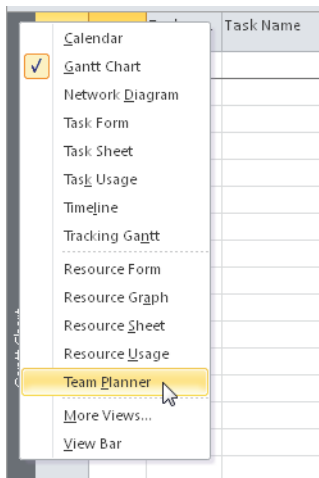 Task Name
Calendar
Gantt Chart
Network Diagram
Task Form
Task Sheet
Task Usage
Timeline
Tracking Gantt
Resource Form
Resource Graph
Resource Sheet
Resource Usage
Team Planner
More Views...
View Bar